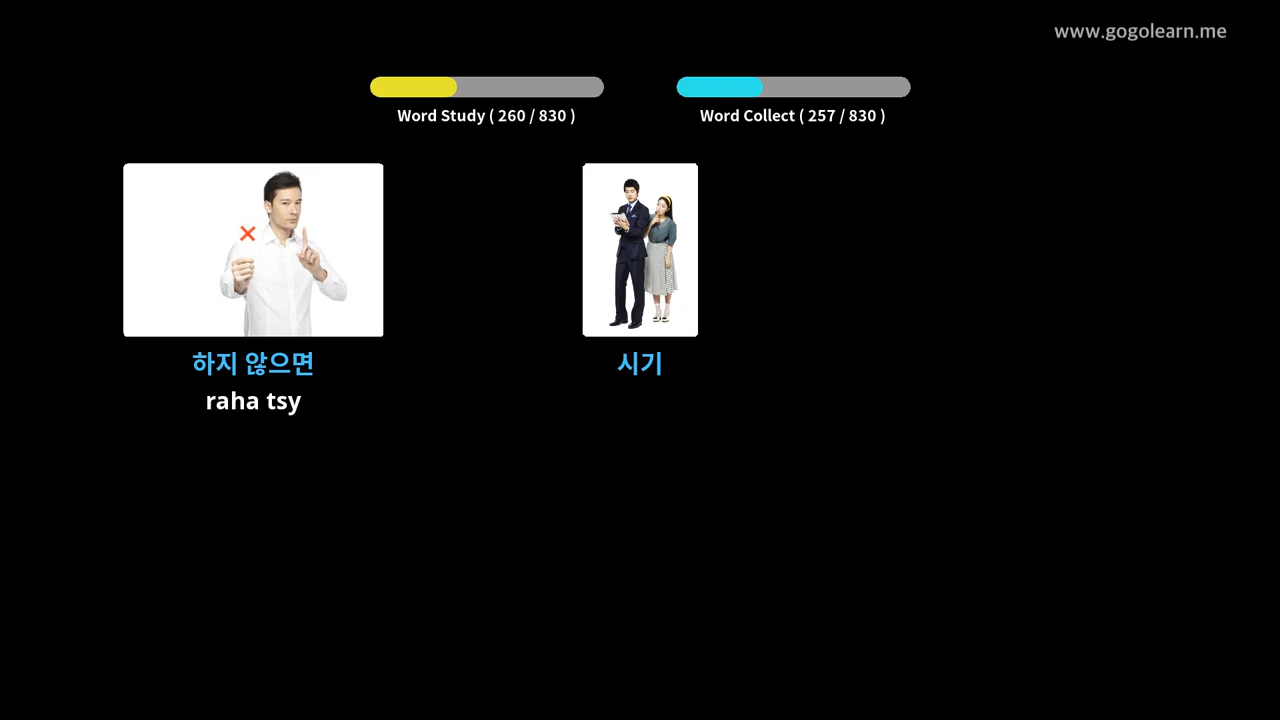 www.gogolearn.me
Word Study ( 260 / 830 )
Word Collect ( 257 / 830 )
하지 않으면
raha tsy
시기